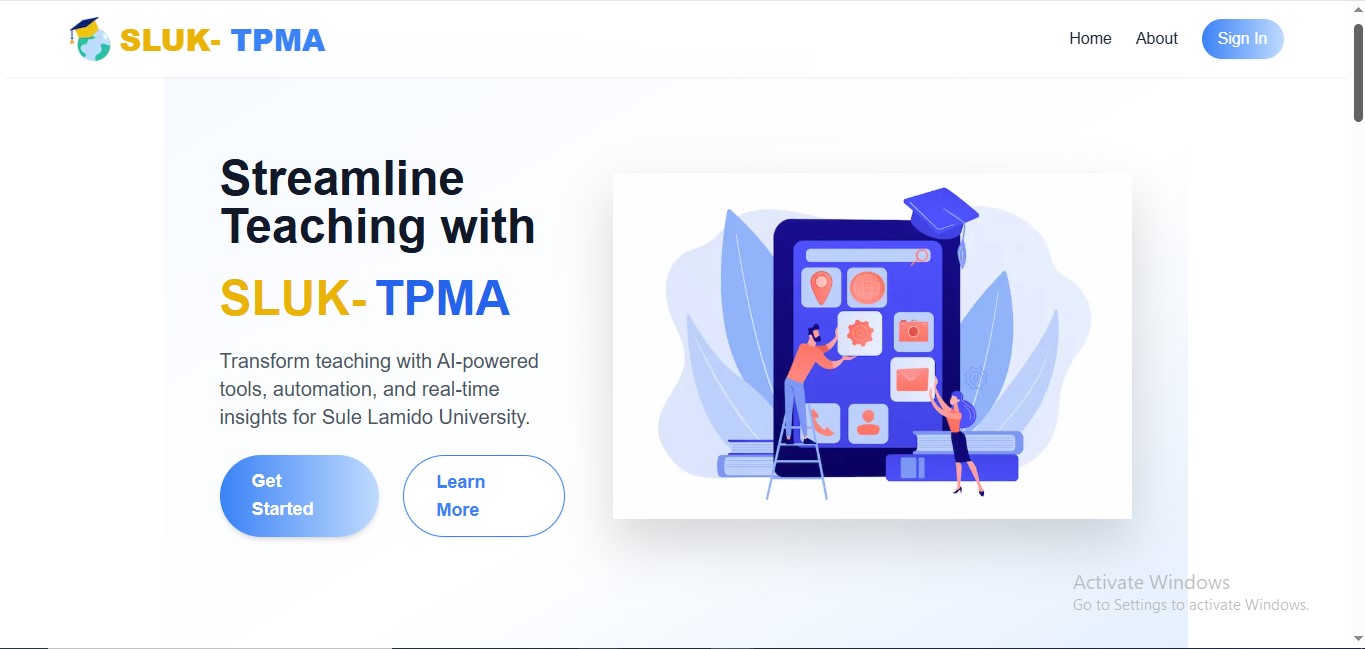 SLUK- TPMA
Home
About
Sign In
Streamline
Teaching with
SLUK- TPMA
Transform teaching with AI-powered
tools, automation, and real-time
insights for Sule Lamido University.
Get
Started
Learn
More
Activate Windows
Go to Settings to activate Windows.